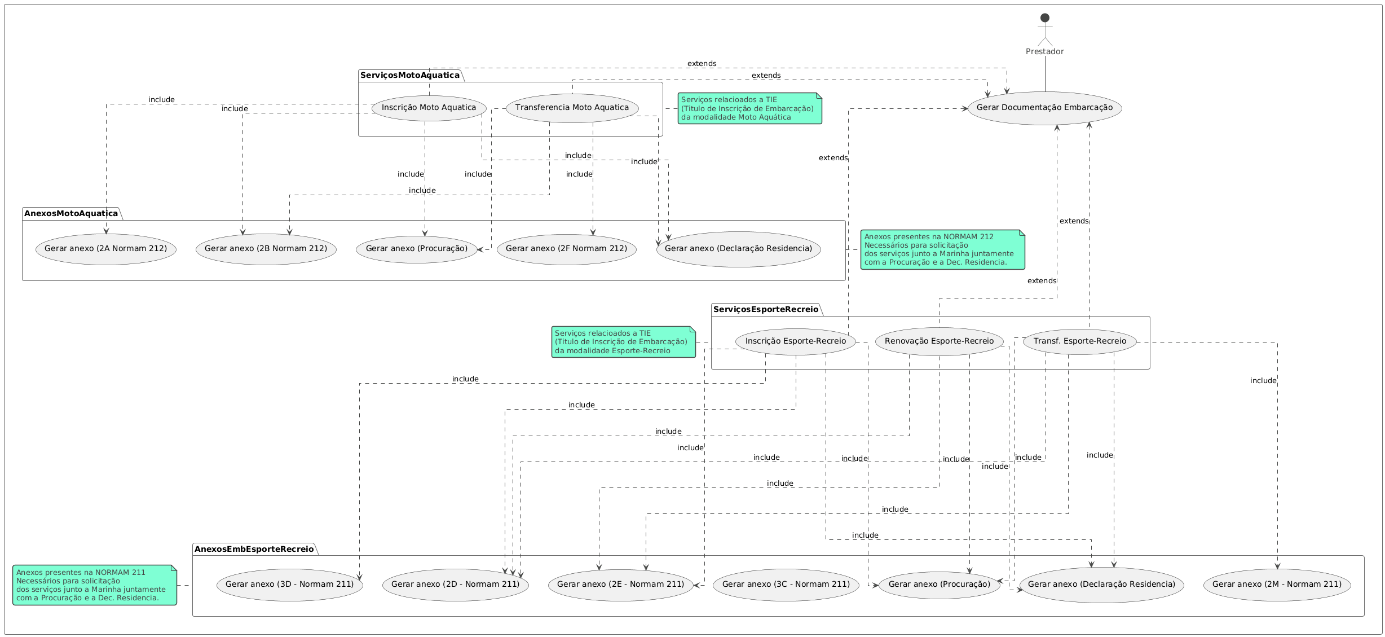 Prestador
extends
extends
ServiçosMotoAquatica
include
Inscrição Moto Aquatica
Transferencia Moto Aquatica
Serviços relacioados a TIE
(Titulo de Inscrição de Embarcação)
da modalidade Moto Aquática
Gerar Documentação Embarcação
include
extends
include
include
include
include
include
include
AnexosMotoAquatica
Gerar anexo (2A Normam 212)
Gerar anexo (2B Normam 212)
Gerar anexo (Procuração)
Gerar anexo (2F Normam 212)
Gerar anexo (Declaração Residencia)
Anexos presentes na NORMAM 212
Necessários para solicitação
dos serviços junto a Marinha juntamente
com a Procuração e a Dec. Residencia.
extends
extends
ServiçosEsporteRecreio
Serviços relacioados a TIE
(Titulo de Inscrição de Embarcação)
da modalidade Esporte-Recreio
Inscrição Esporte-Recreio
Renovação Esporte-Recreio
Transf. Esporte-Recreio
include
include
include
include
include
include
include
include
include
include
include
include
include
include
AnexosEmbEsporteRecreio
Anexos presentes na NORMAM 211
Necessários para solicitação
dos serviços junto a Marinha juntamente
com a Procuração e a Dec. Residencia.
Gerar anexo (3D - Normam 211)
Gerar anexo (2D - Normam 211)
Gerar anexo (2E - Normam 211)
Gerar anexo (3C - Normam 211)
Gerar anexo (Procuração)
Gerar anexo (Declaração Residencia)
Gerar anexo (2M - Normam 211)